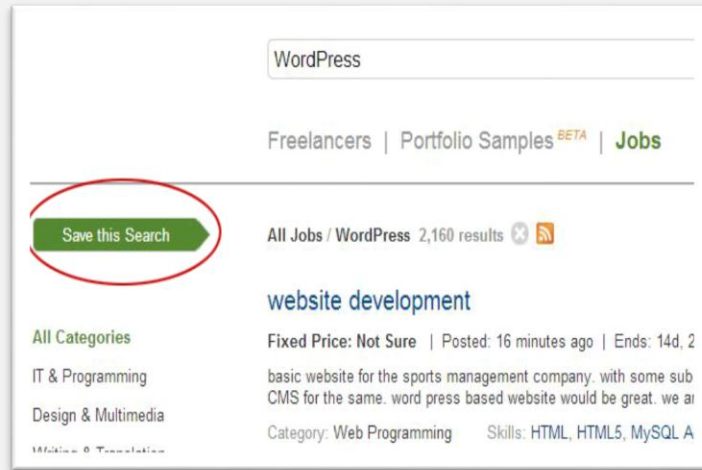 WordPress
Freelancers | Portfolio Samples BETA | Jobs
Save this Search
All Jobs / WordPress 2,160 results
website development
All Categories
Fixed Price: Not Sure | Posted: 16 minutes ago | Ends: 14d, 2
IT & Programming
basic website for the sports management company. with some sub
CMS for the same. word press based website would be great. we ar
Design & Multimedia
Category: Web Programming Skills: HTML, HTML5, MySQL A
Writing & Translation